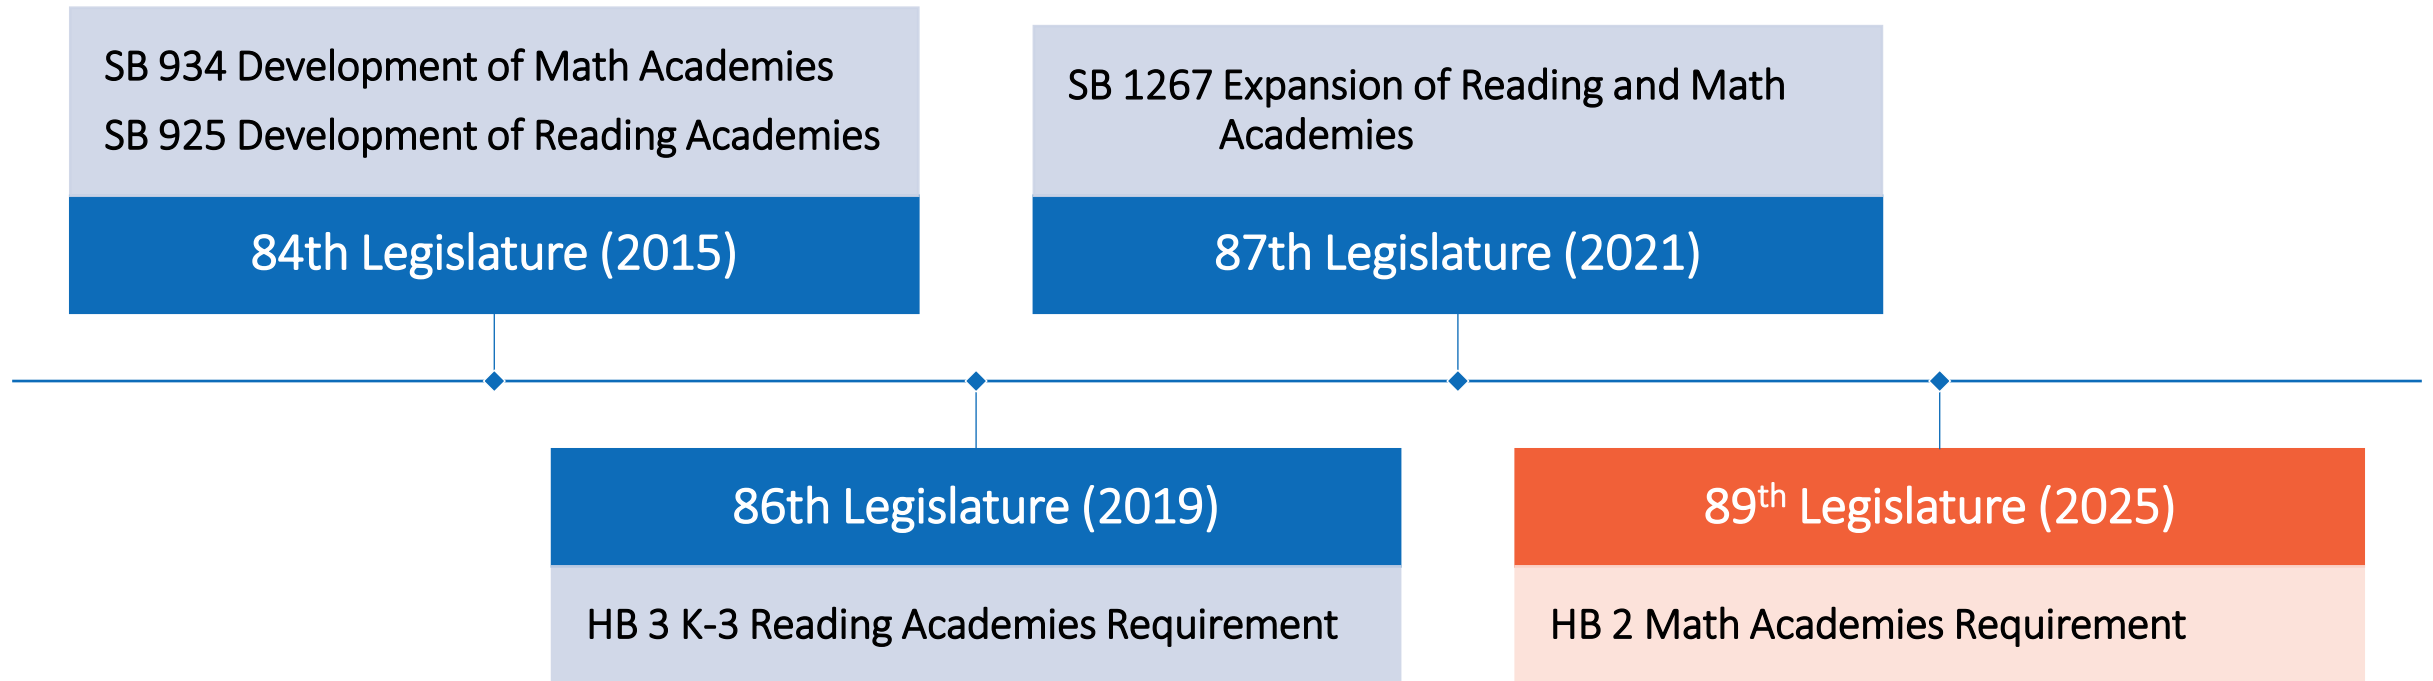 SB 934 Development of Math Academies
SB 925 Development of Reading Academies
84th Legislature (2015)
SB 1267 Expansion of Reading and Math
Academies
87th Legislature (2021)
86th Legislature (2019)
HB 3 K-3 Reading Academies Requirement
89th Legislature (2025)
HB 2 Math Academies Requirement